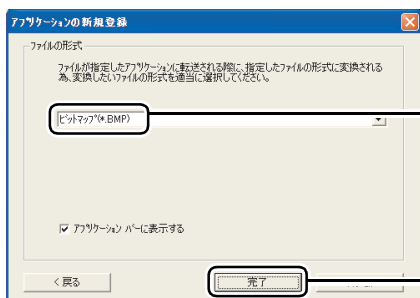 アプリケーションの新規登録
ファイルの形式
ファイルが指定したアプリケーションに転送される際に、指定したファイルの形式に変換される
為、変換したいファイルの形式を適当に選択してください。
ビットマップ(*.BMP)
アプリケーション バーに表示する
< 戻る
完了